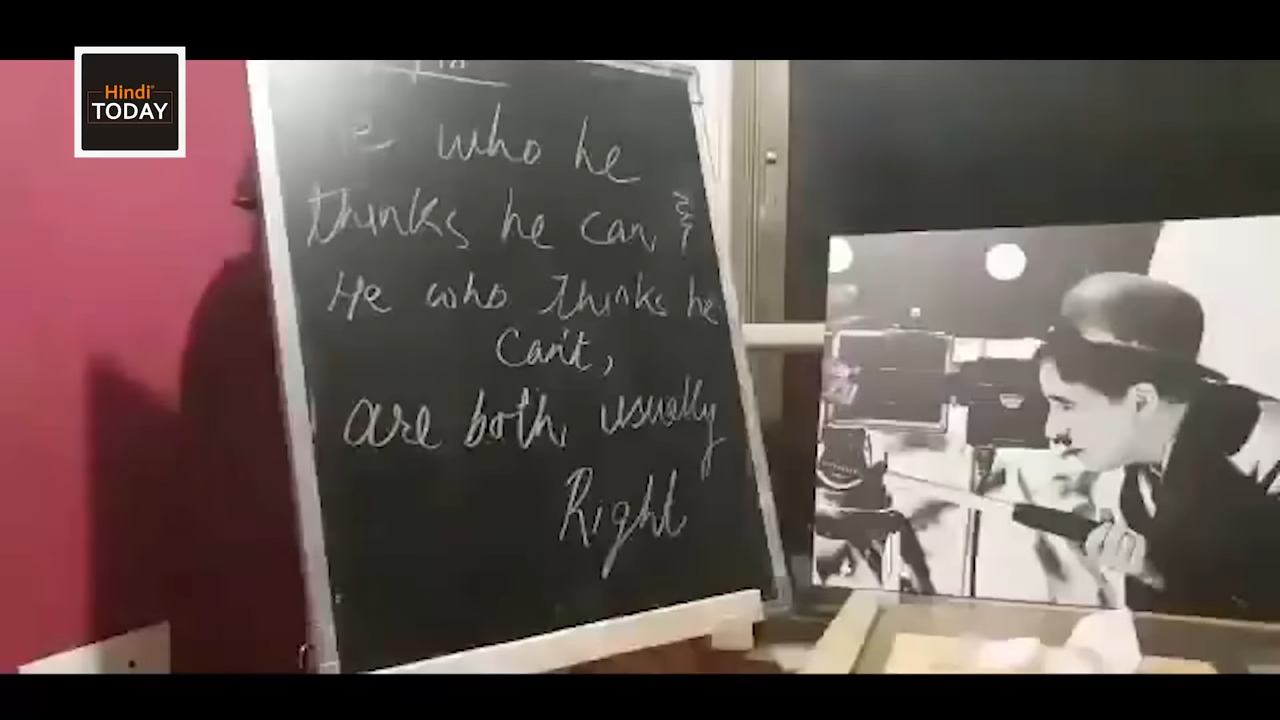 Hindi
TODAY
who he
thinks he can,
He who thinks he
can't,
are both, usually
Right